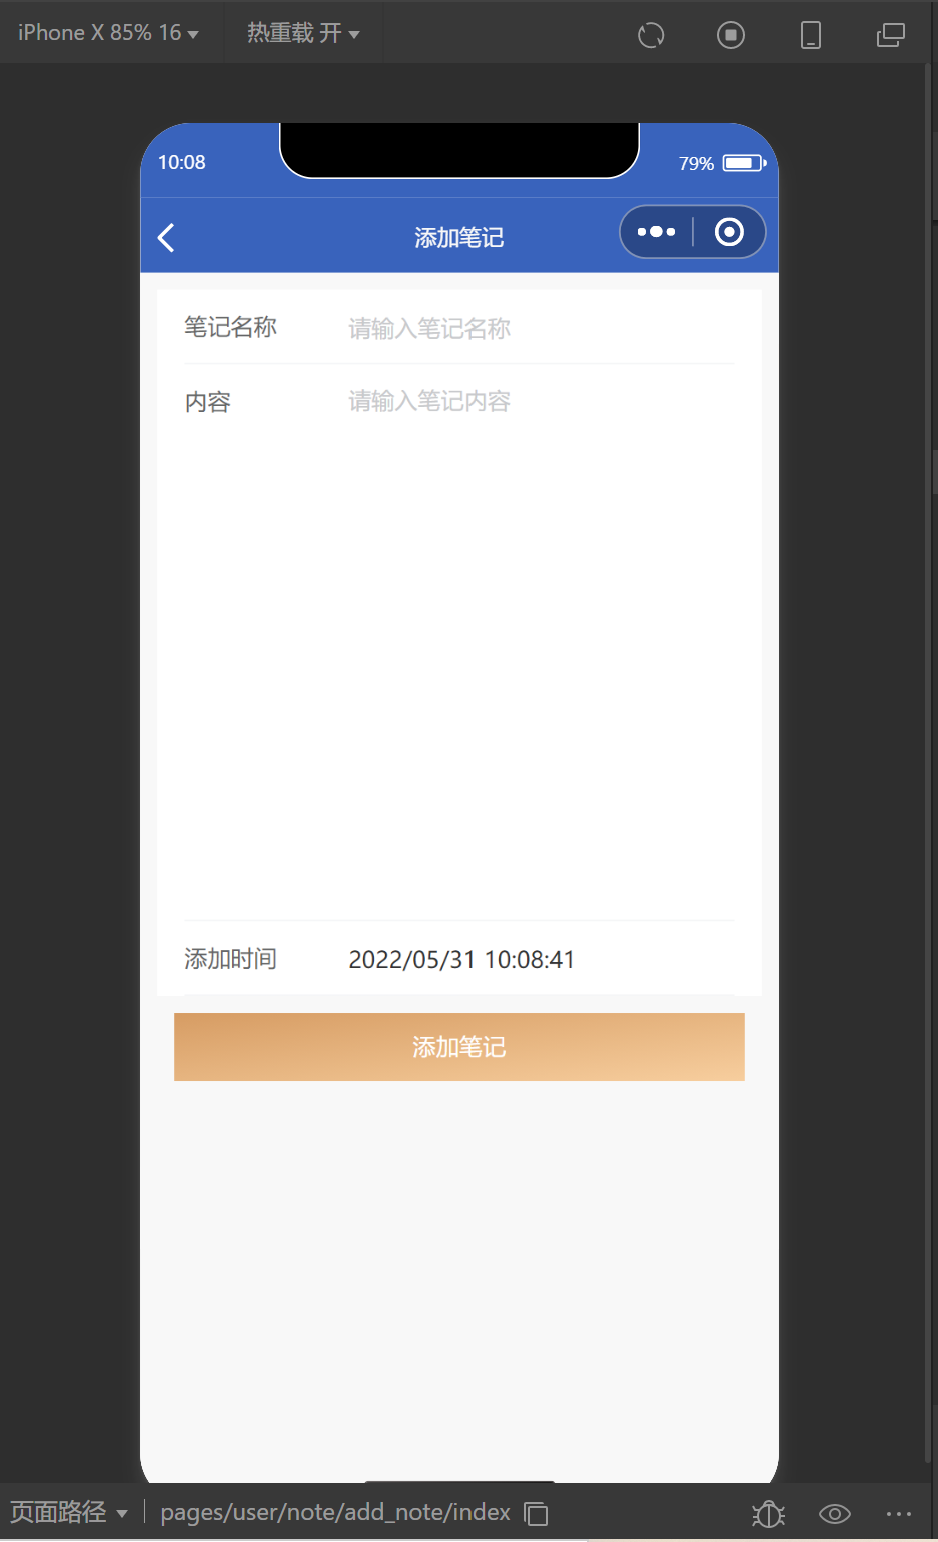 iPhone X 85% 16 热重载 开
10:08 79%
添加笔记
笔记名称 请输入笔记名称
内容 请输入笔记内容
添加时间 2022/05/31 10:08:41
添加笔记
页面路径 pages/user/note/add_note/index